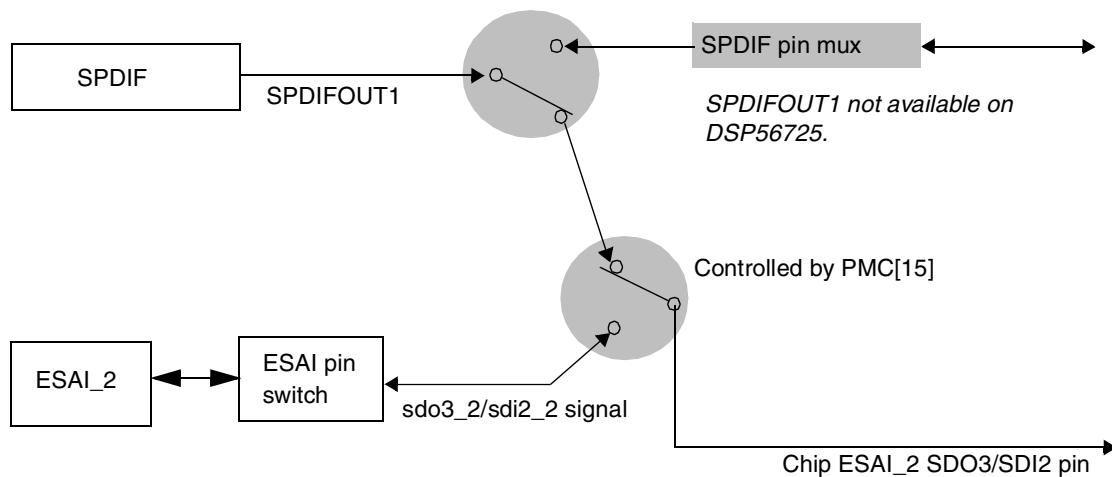 SPDIF
SPDIFOUT1
SPDIF pin mux
SPDIFOUT1 not available on
DSP56725.
Controlled by PMC[15]
ESAI_2
ESAI pin
switch
sdo3_2/sdi2_2 signal
Chip ESAI_2 SDO3/SDI2 pin